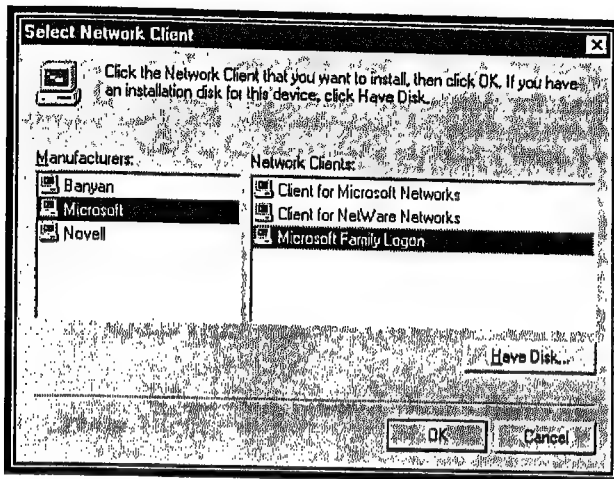 Select Network Client
Click the Network Client that you want to install, then click OK. If you have
an installation disk for this device, click Have Disk.
Manufacturers:
Banyan
Microsoft
Novell
Network Clients:
Client for Microsoft Networks
Client for NetWare Networks
Microsoft Family Logon
Have Disk...
OK
Cancel